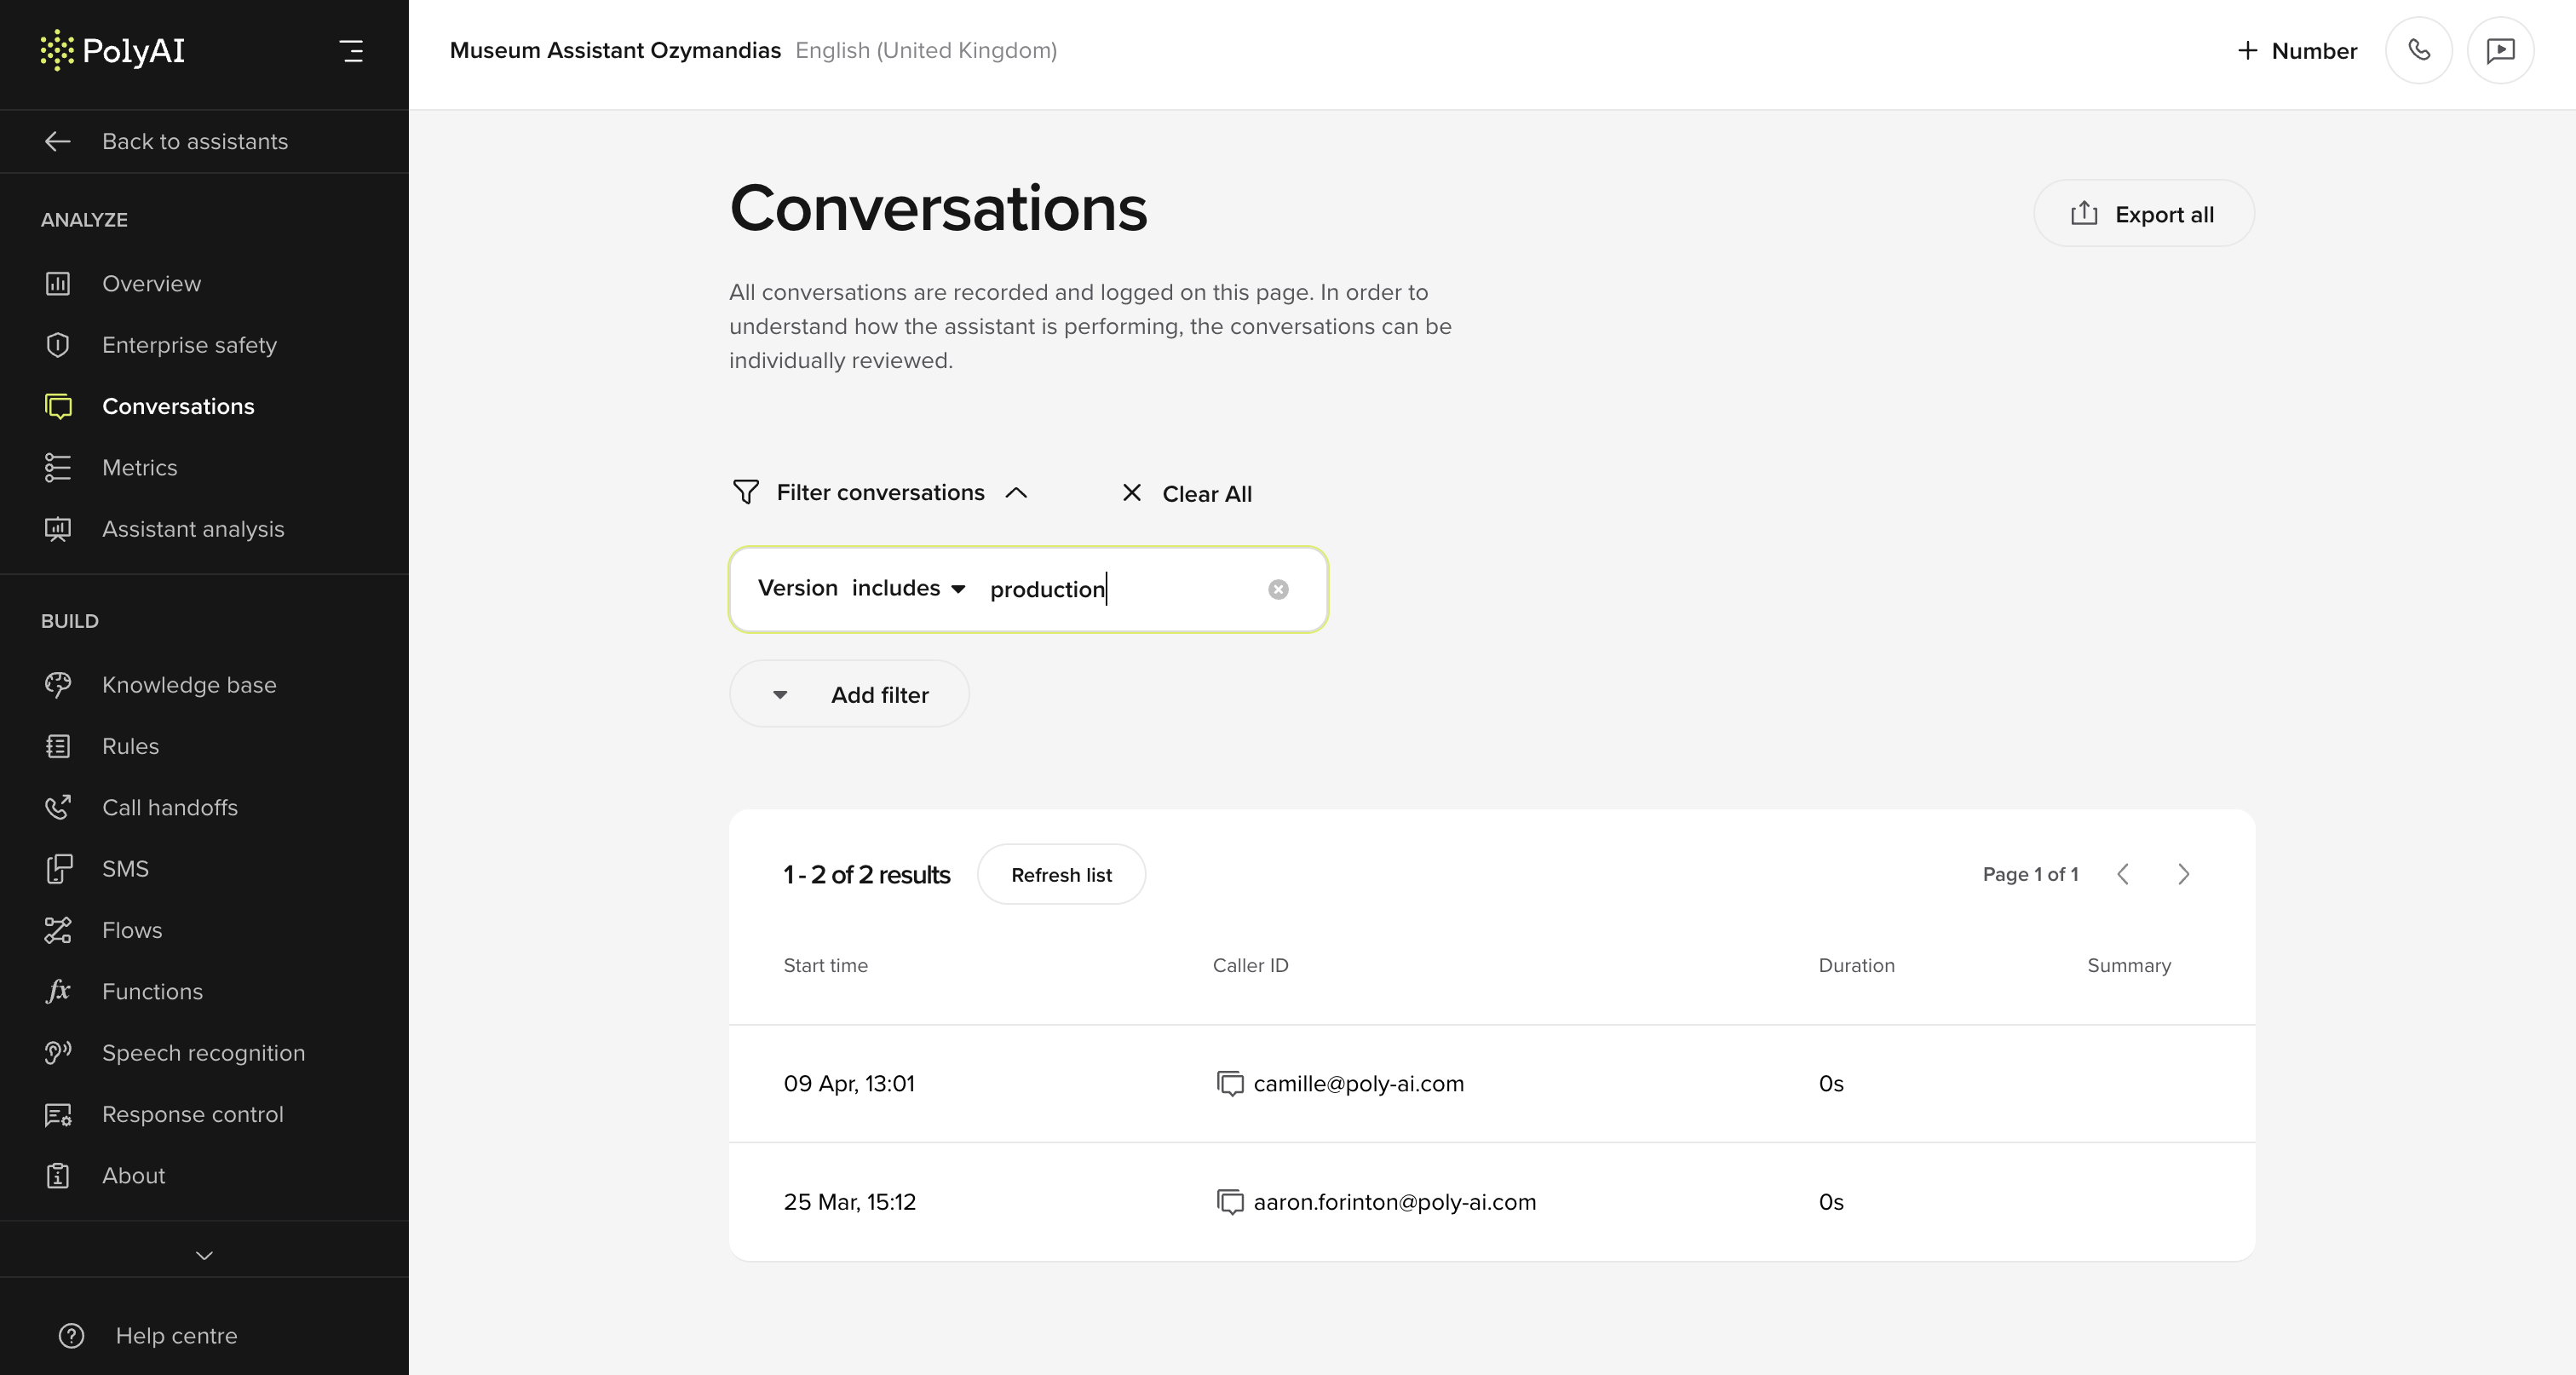 PolyAI
Museum Assistant Ozymandias English (United Kingdom)
Number
Back to assistants
ANALYZE
Overview
Enterprise safety
Conversations
Metrics
Assistant analysis
BUILD
Knowledge base
Rules
Call handoffs
SMS
Flows
fx Functions
Speech recognition
Response control
About
Help centre
Conversations
Export all
All conversations are recorded and logged on this page. In order to
understand how the assistant is performing, the conversations can be
individually reviewed.
Filter conversations
Clear All
Version includes production
Add filter
1 - 2 of 2 results
Refresh list
Page 1 of 1
Start time Caller ID Duration Summary
09 Apr, 13:01 camille@poly-ai.com 0s
25 Mar, 15:12 aaron.forinton@poly-ai.com 0s